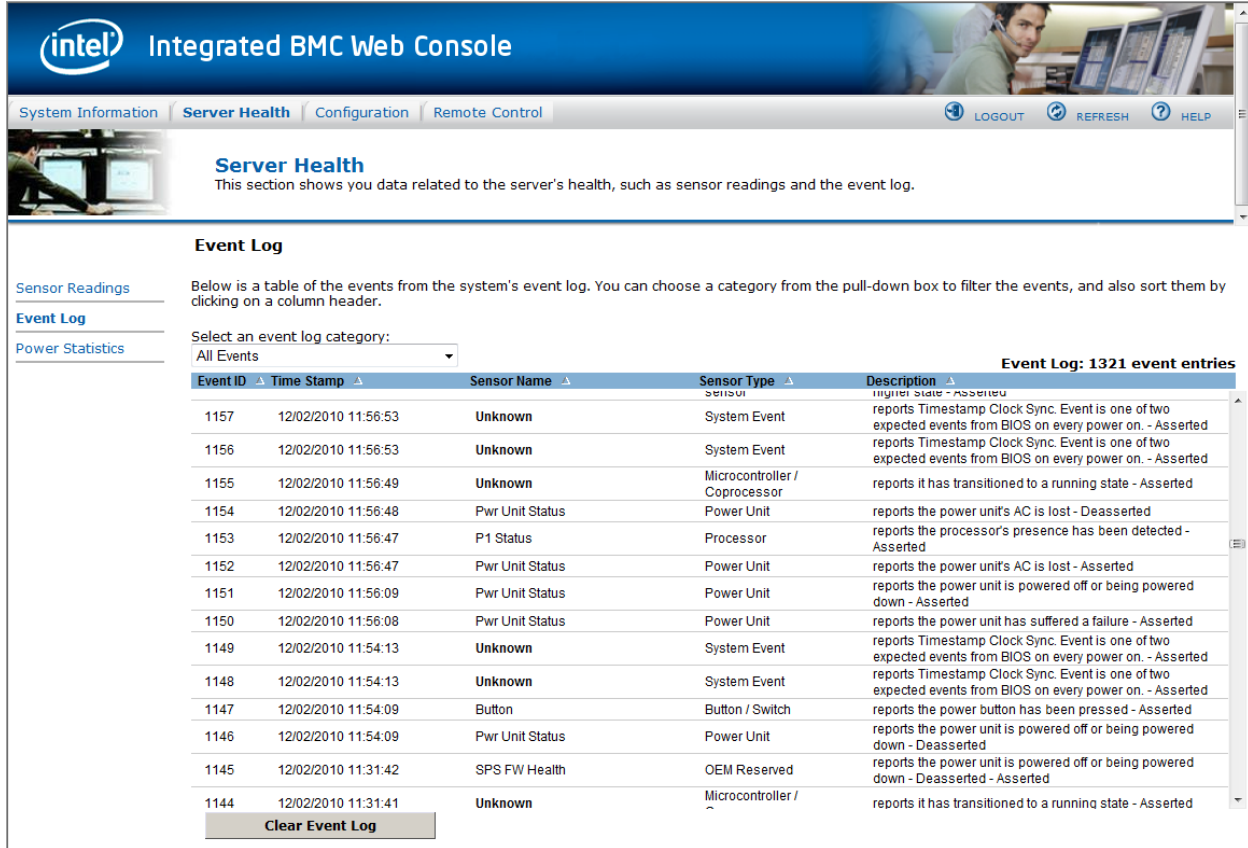 intel Integrated BMC Web Console
System Information Server Health Configuration Remote Control LOGOUT REFRESH HELP
Server Health
This section shows you data related to the server's health, such as sensor readings and the event log.
Event Log
Sensor Readings
Event Log
Power Statistics
Below is a table of the events from the system's event log. You can choose a category from the pull-down box to filter the events, and also sort them by
clicking on a column header.
Select an event log category:
All Events
Event Log: 1321 event entries
Event ID Time Stamp Sensor Name Sensor Type Description
sensor higher state - Asserted
1157 12/02/2010 11:56:53 Unknown System Event reports Timestamp Clock Sync. Event is one of two
expected events from BIOS on every power on. - Asserted
1156 12/02/2010 11:56:53 Unknown System Event reports Timestamp Clock Sync. Event is one of two
expected events from BIOS on every power on. - Asserted
1155 12/02/2010 11:56:49 Unknown Microcontroller / reports it has transitioned to a running state - Asserted
Coprocessor
1154 12/02/2010 11:56:48 Pwr Unit Status Power Unit reports the power unit's AC is lost - Deasserted
1153 12/02/2010 11:56:47 P1 Status Processor reports the processor's presence has been detected -
Asserted
1152 12/02/2010 11:56:47 Pwr Unit Status Power Unit reports the power unit's AC is lost - Asserted
1151 12/02/2010 11:56:09 Pwr Unit Status Power Unit reports the power unit is powered off or being powered
down - Asserted
1150 12/02/2010 11:56:08 Pwr Unit Status Power Unit reports the power unit has suffered a failure - Asserted
1149 12/02/2010 11:54:13 Unknown System Event reports Timestamp Clock Sync. Event is one of two
expected events from BIOS on every power on. - Asserted
1148 12/02/2010 11:54:13 Unknown System Event reports Timestamp Clock Sync. Event is one of two
expected events from BIOS on every power on. - Asserted
1147 12/02/2010 11:54:09 Button Button / Switch reports the power button has been pressed - Asserted
1146 12/02/2010 11:54:09 Pwr Unit Status Power Unit reports the power unit is powered off or being powered
down - Deasserted
1145 12/02/2010 11:31:42 SPS FW Health OEM Reserved reports the power unit is powered off or being powered
down - Deasserted - Asserted
1144 12/02/2010 11:31:41 Unknown Microcontroller / reports it has transitioned to a running state - Asserted
Clear Event Log